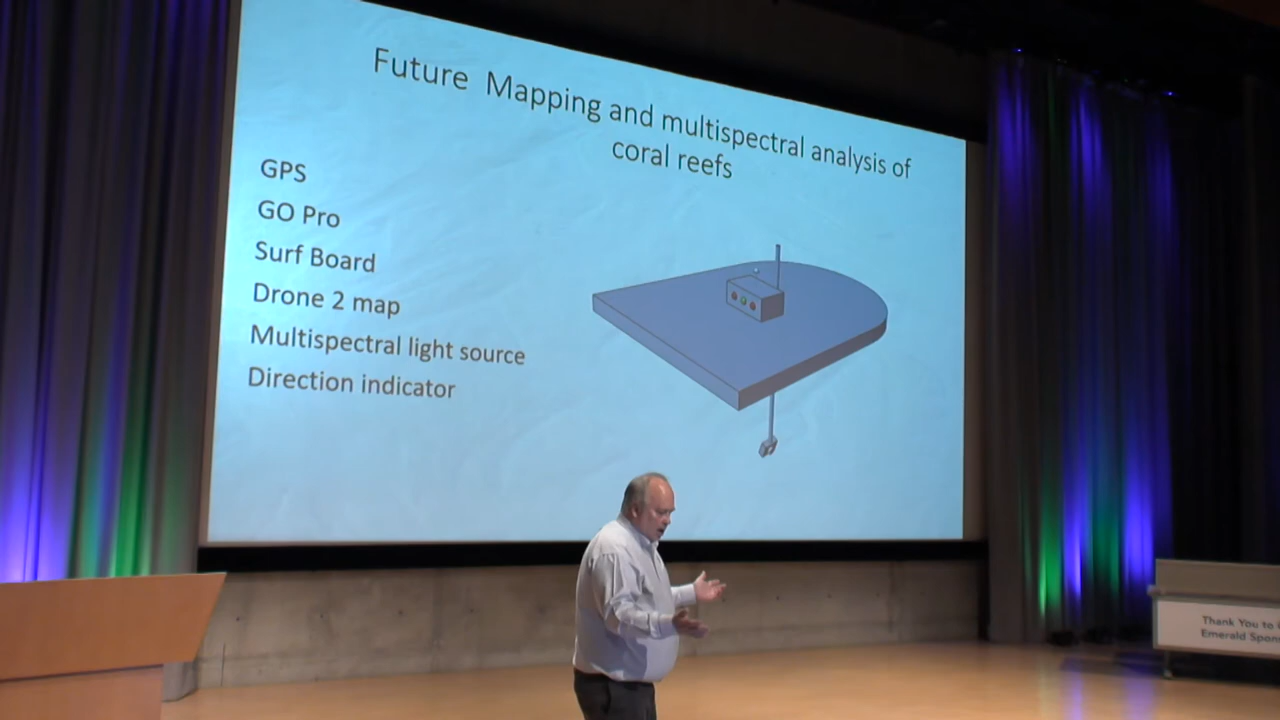 Future Mapping and multispectral analysis of
coral reefs
GPS
GO Pro
Surf Board
Drone 2 map
Multispectral light source
Direction indicator
Thank You to
Emerald